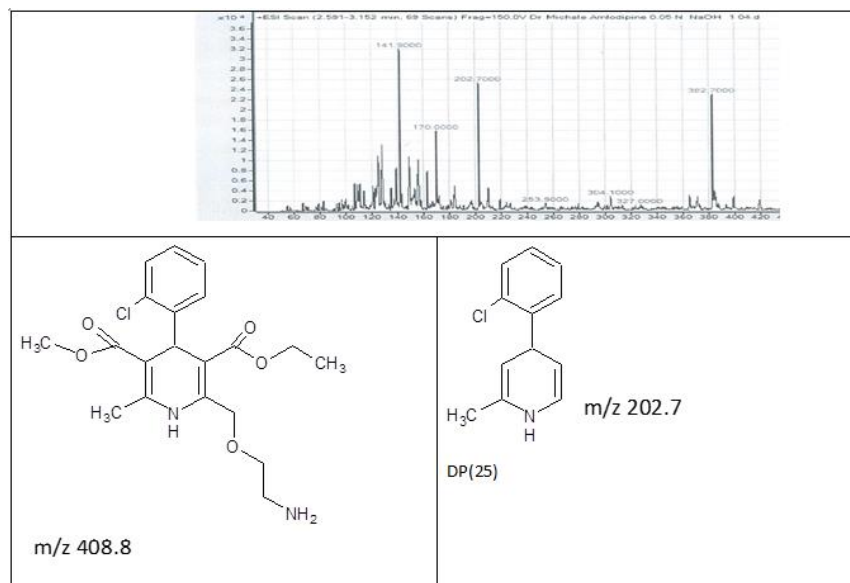 x10 4 +ESI Scan (2.591-3.152 min, 69 Scans) Frag=150.0V Dr Michale Amlodipine 0.05 N NaOH 1 04.d
3.6
3.4
3.2
3
2.8
2.6
2.4
2.2
2
1.8
1.6
1.4
1.2
1
0.8
0.6
0.4
0.2
0
141.9000
202.7000
382.7000
170.0000
253.9000
304.1000
327.0000
40 60 80 100 120 140 160 180 200 220 240 260 280 300 320 340 360 380 400 420
Cl
O
O
H3C
O
O
CH3
H3C
N
H
O
NH2
m/z 408.8
Cl
H3C
N
H
m/z 202.7
DP(25)